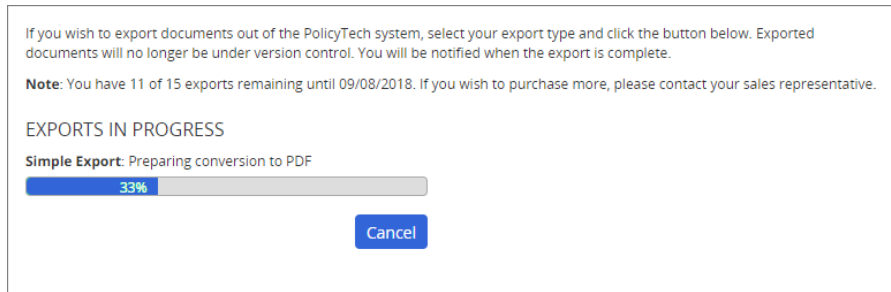 If you wish to export documents out of the PolicyTech system, select your export type and click the button below. Exported
documents will no longer be under version control. You will be notified when the export is complete.
Note: You have 11 of 15 exports remaining until 09/08/2018. If you wish to purchase more, please contact your sales representative.
EXPORTS IN PROGRESS
Simple Export: Preparing conversion to PDF
33%
Cancel